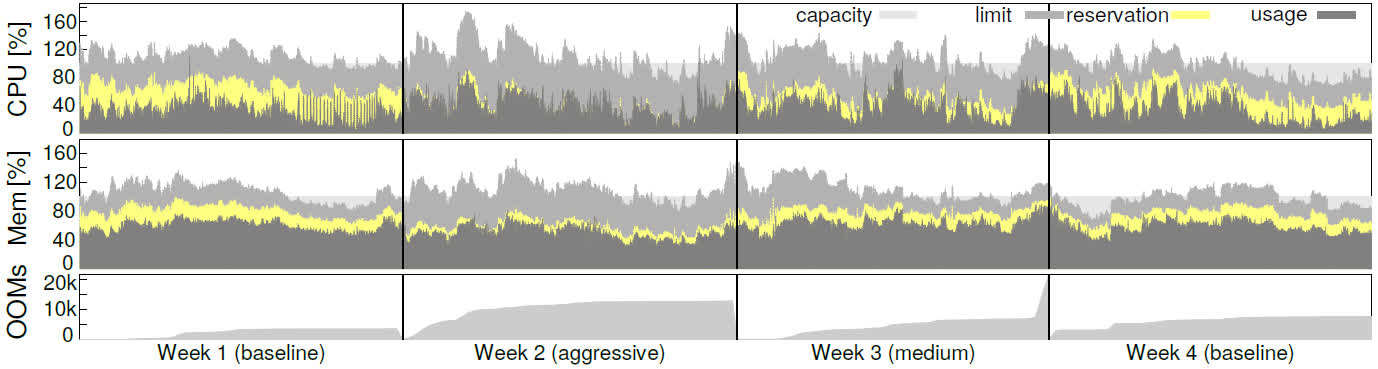 capacity limit reservation usage
CPU [%]
160
120
80
40
0
Mem [%]
160
120
80
40
0
OOMs
20k
10k
0
Week 1 (baseline) Week 2 (aggressive) Week 3 (medium) Week 4 (baseline)